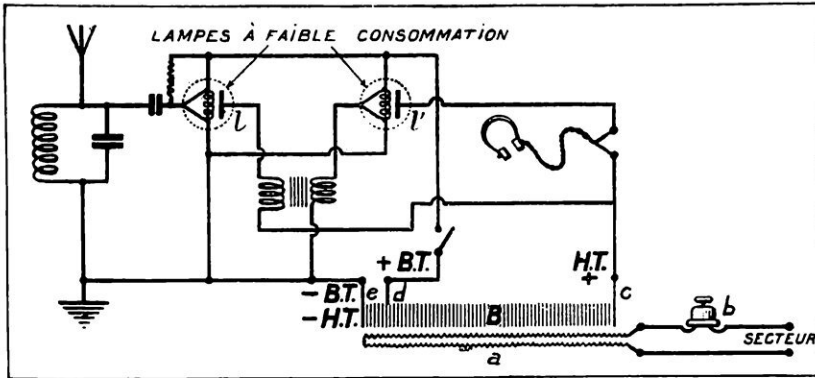 LAMPES À FAIBLE CONSOMMATION
l
l'
+ B.T.
H.T.
+
- B.T.
e
d
c
- H.T.
B
b
a
SECTEUR